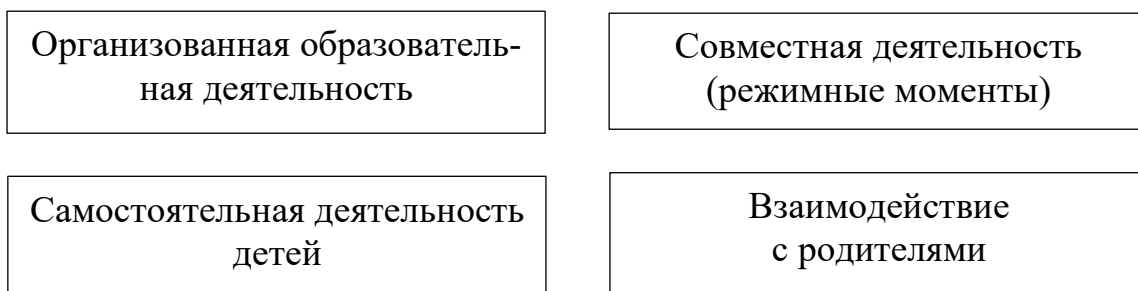 Организованная образователь-
ная деятельность
Совместная деятельность
(режимные моменты)
Самостоятельная деятельность
детей
Взаимодействие
с родителями